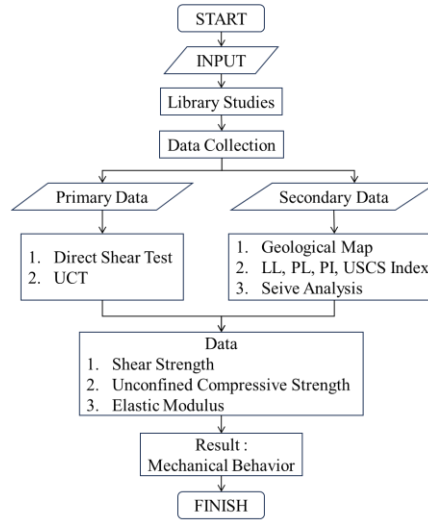 START
INPUT
Library Studies
Data Collection
Primary Data
Secondary Data
1. Direct Shear Test
2. UCT
1. Geological Map
2. LL, PL, PI, USCS Index
3. Seive Analysis
Data
1. Shear Strength
2. Unconfined Compressive Strength
3. Elastic Modulus
Result :
Mechanical Behavior
FINISH